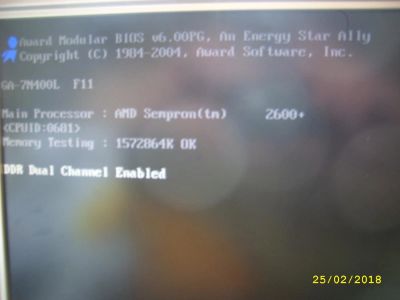 Award Modular BIOS v6.00PG, An Energy Star Ally
Copyright (C) 1984-2004, Award Software, Inc.
GA-7N400L F11
Main Processor : AMD Sempron(tm) 2600+
<CPUID:0681>
Memory Testing : 1572864K OK
DDR Dual Channel Enabled
25/02/2018